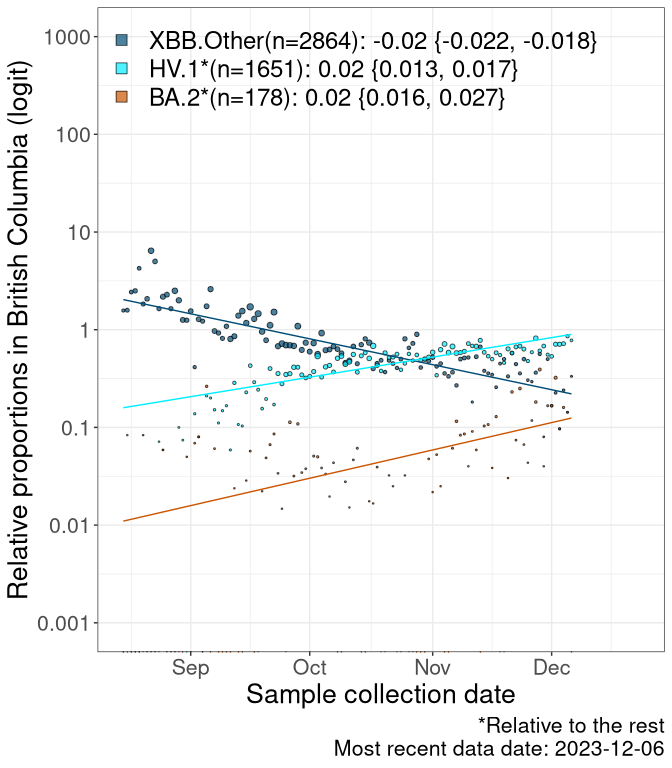 XBB.Other(n=2864): -0.02 {-0.022, -0.018}
HV.1*(n=1651): 0.02 {0.013, 0.017}
BA.2*(n=178): 0.02 {0.016, 0.027}
Relative proportions in British Columbia (logit)
1000
100
10
1
0.1
0.01
0.001
Sep Oct Nov Dec
Sample collection date
*Relative to the rest
Most recent data date: 2023-12-06